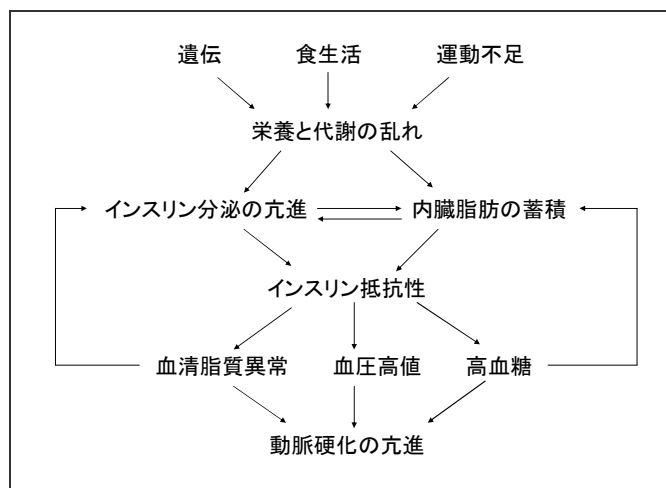 遺伝 食生活 運動不足
栄養と代謝の乱れ
インスリン分泌の亢進 内臓脂肪の蓄積
インスリン抵抗性
血清脂質異常 血圧高値 高血糖
動脈硬化の亢進